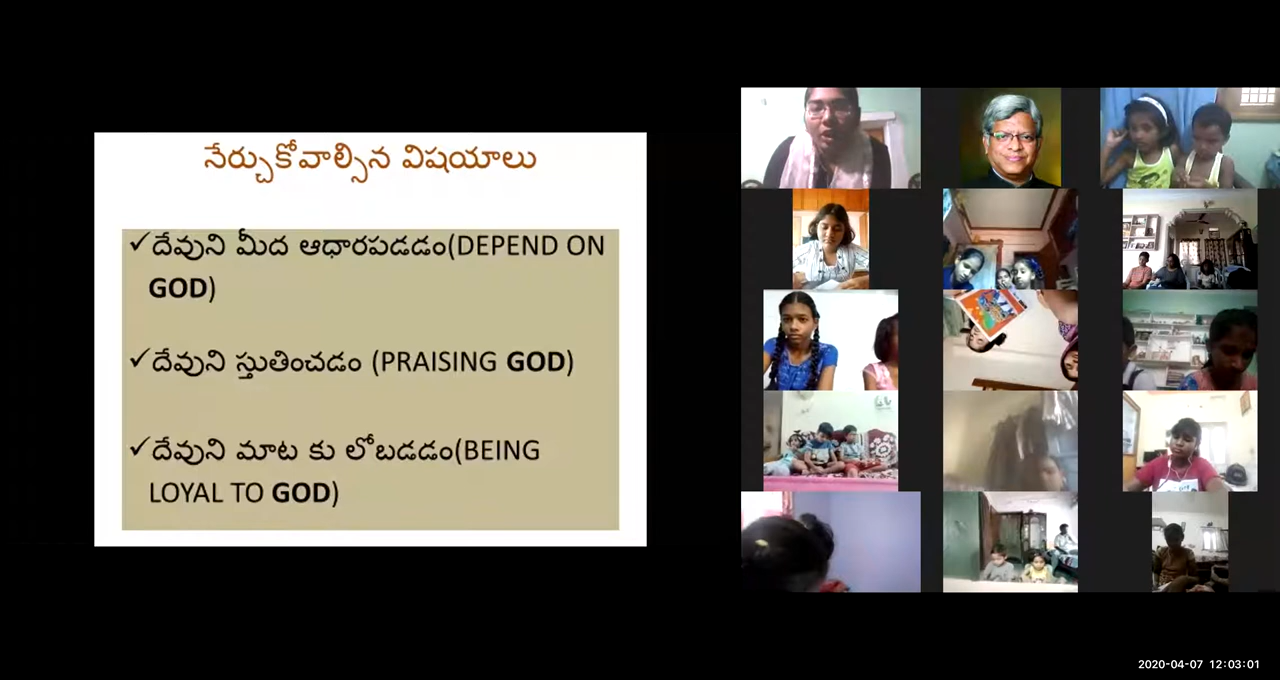 నేర్చుకోవాల్సిన విషయాలు
✓దేవుని మీద ఆధారపడడం(DEPEND ON
GOD)
✓దేవుని స్తుతించడం (PRAISING GOD)
✓దేవుని మాట కు లోబడడం(BEING
LOYAL TO GOD)
2020-04-07 12:03:01